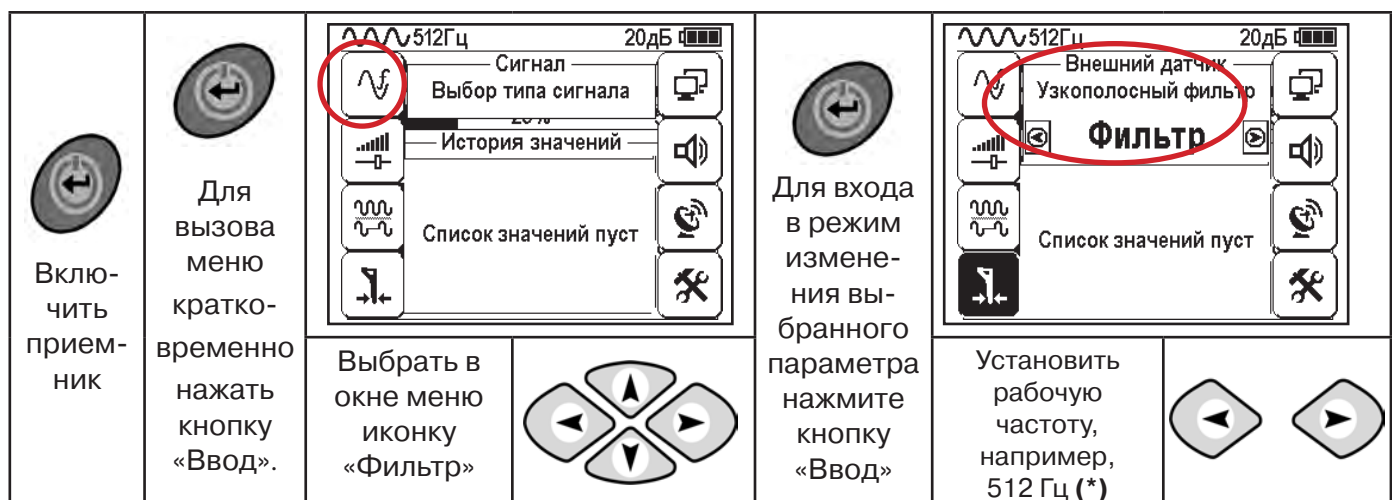 Вклю-
чить
прием-
ник
Для
вызова
меню
кратко-
временно
нажать
кнопку
«Ввод».
512Гц 20дБ
Сигнал
Выбор типа сигнала
История значений
Список значений пуст
Выбрать в
окне меню
иконку
«Фильтр»
Для входа
в режим
измене-
ния вы-
бранного
параметра
нажмите
кнопку
«Ввод»
512Гц 20дБ
Внешний датчик
Узкополосный фильтр
Фильтр
Список значений пуст
Установить
рабочую
частоту,
например,
512 Гц (*)